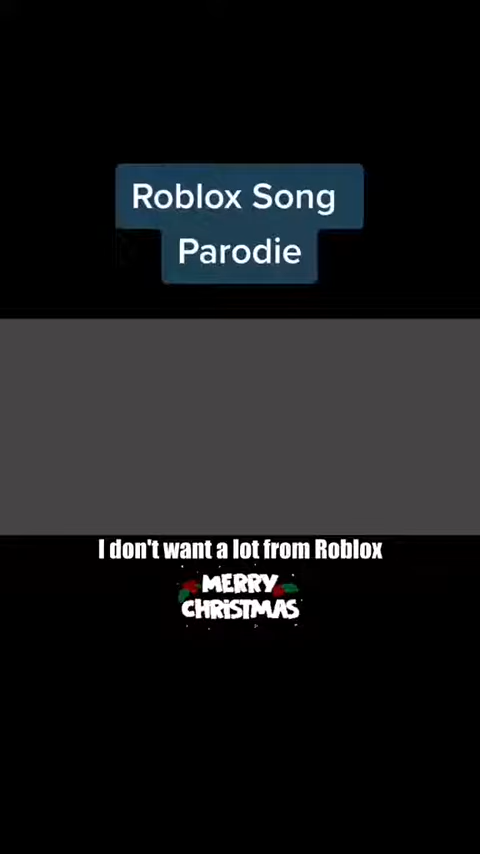 Roblox Song
Parodie
I don't want a lot from Roblox
MERRY
CHRiSTMAS